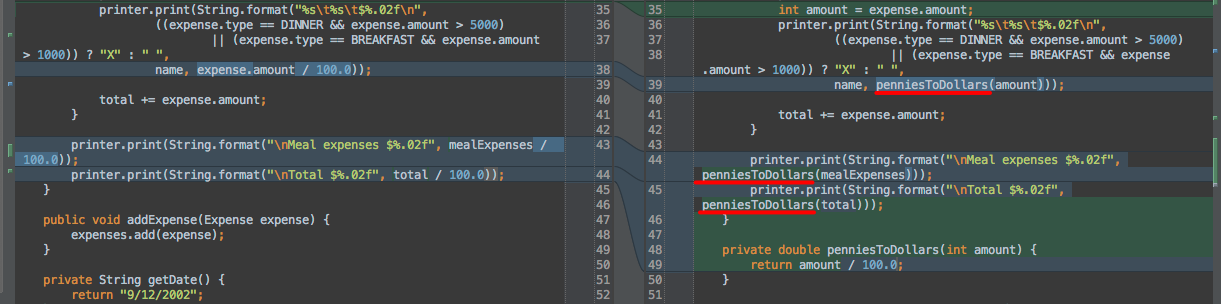 printer.print(String.format("%s\t%s\t$%.02f\n",
((expense.type == DINNER && expense.amount > 5000)
|| (expense.type == BREAKFAST && expense.amount
> 1000)) ? "X" : " ",
name, expense.amount / 100.0));
total += expense.amount;
}
printer.print(String.format("\nMeal expenses $%.02f", mealExpenses /
100.0));
printer.print(String.format("\nTotal $%.02f", total / 100.0));
}
public void addExpense(Expense expense) {
expenses.add(expense);
}
private String getDate() {
return "9/12/2002";
35
36
37
38
39
40
41
42
43
44
45
46
47
48
49
50
51
52
35
36
37
38
39
40
41
42
43
44
45
46
46
47
48
49
50
51
int amount = expense.amount;
printer.print(String.format("%s\t%s\t$%.02f\n",
((expense.type == DINNER && expense.amount > 5000)
|| (expense.type == BREAKFAST && expense
.amount > 1000)) ? "X" : " ",
name, penniesToDollars(amount)));
total += expense.amount;
}
printer.print(String.format("\nMeal expenses $%.02f",
penniesToDollars(mealExpenses)));
printer.print(String.format("\nTotal $%.02f",
penniesToDollars(total)));
}
private double penniesToDollars(int amount) {
return amount / 100.0;
}